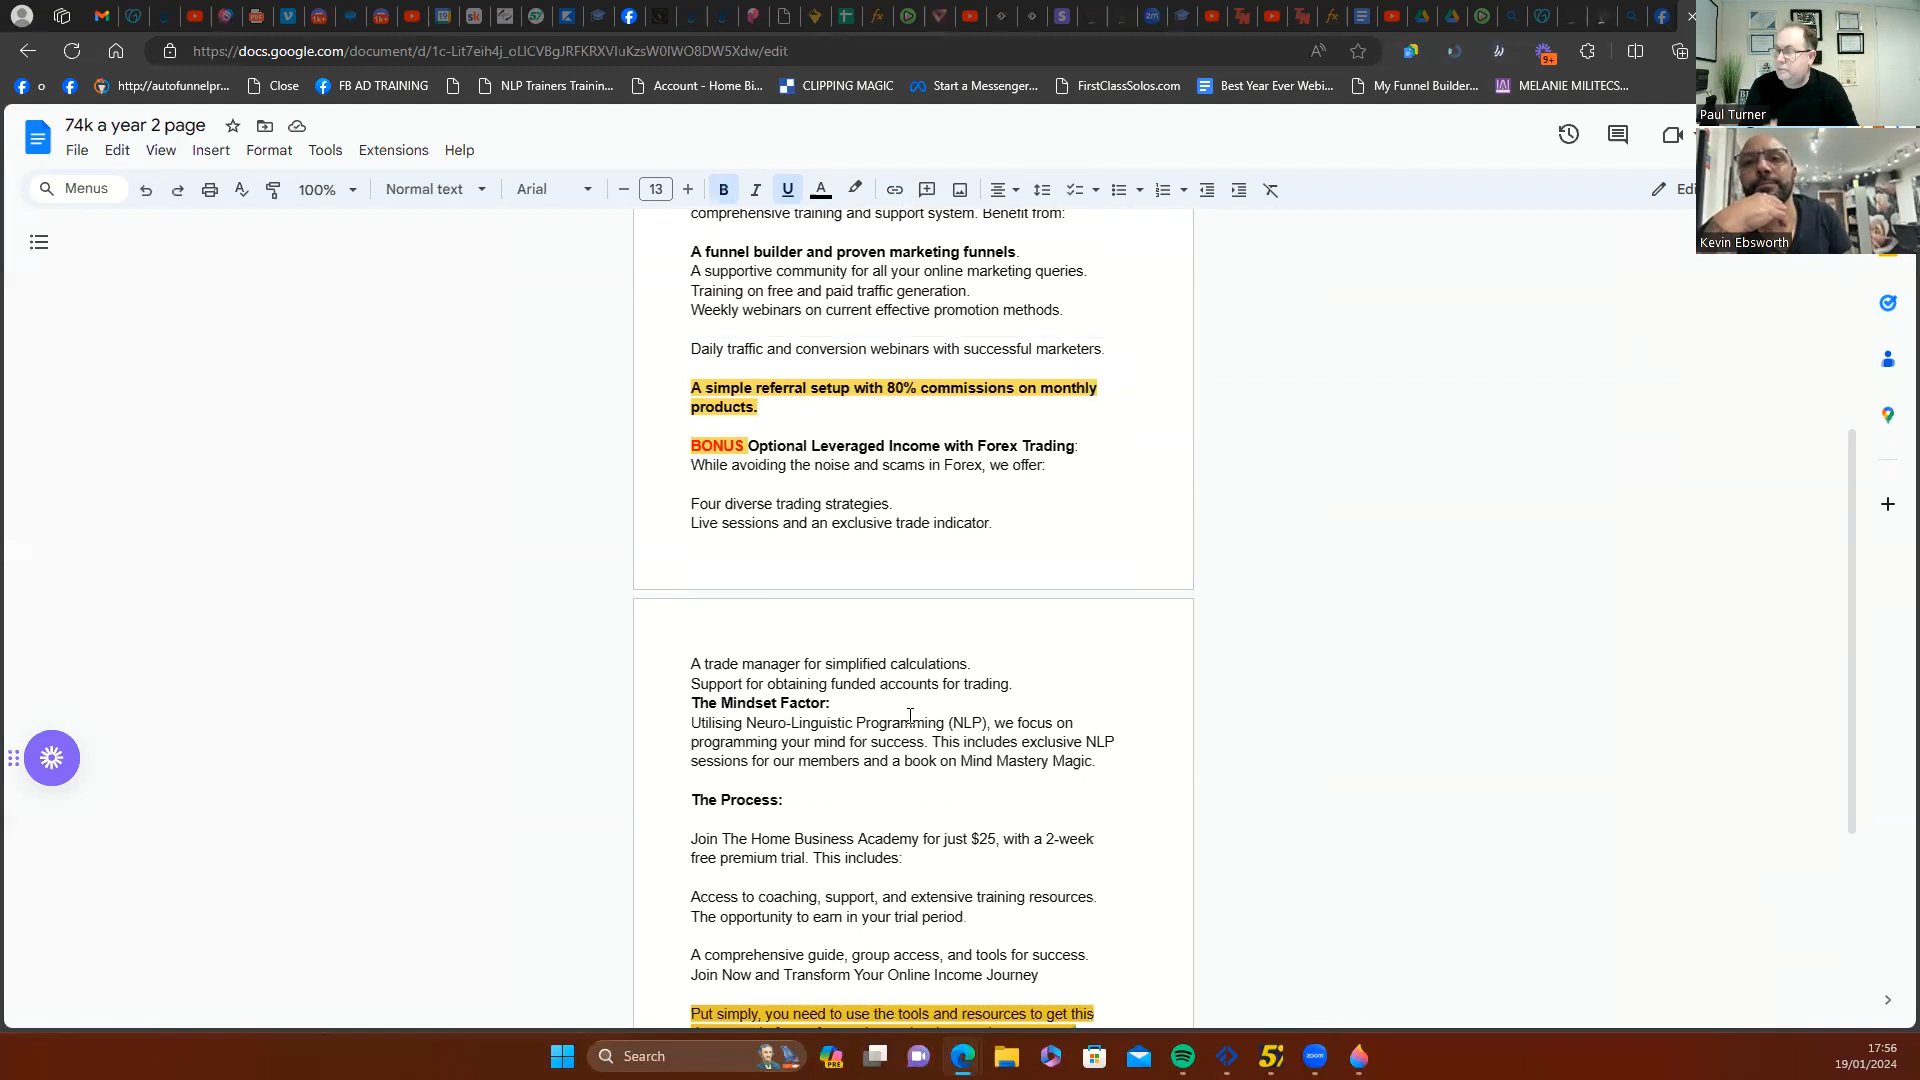 https://docs.google.com/document/d/1c-Lit7eih4j_oLICVBgJRFKRXVIuKzsW0IWO8DW5Xdw/edit
9+
o
http://autofunnelpr...
Close
FB AD TRAINING
NLP Trainers Trainin...
Account - Home Bi...
CLIPPING MAGIC
Start a Messenger...
FirstClassSolos.com
Best Year Ever Webi...
My Funnel Builder...
MELANIE MILITECS...
Paul Turner
Kevin Ebsworth
74k a year 2 page
File Edit View Insert Format Tools Extensions Help
Menus
100%
Normal text
Arial
13
B
I
U
A
comprehensive training and support system. Benefit from:
A funnel builder and proven marketing funnels.
A supportive community for all your online marketing queries.
Training on free and paid traffic generation.
Weekly webinars on current effective promotion methods.
Daily traffic and conversion webinars with successful marketers.
A simple referral setup with 80% commissions on monthly
products.
BONUS Optional Leveraged Income with Forex Trading:
While avoiding the noise and scams in Forex, we offer:
Four diverse trading strategies.
Live sessions and an exclusive trade indicator.
A trade manager for simplified calculations.
Support for obtaining funded accounts for trading.
The Mindset Factor:
Utilising Neuro-Linguistic Programming (NLP), we focus on
programming your mind for success. This includes exclusive NLP
sessions for our members and a book on Mind Mastery Magic.
The Process:
Join The Home Business Academy for just $25, with a 2-week
free premium trial. This includes:
Access to coaching, support, and extensive training resources.
The opportunity to earn in your trial period.
A comprehensive guide, group access, and tools for success.
Join Now and Transform Your Online Income Journey
Put simply, you need to use the tools and resources to get this
Search
PRE
zoom
17:56
19/01/2024